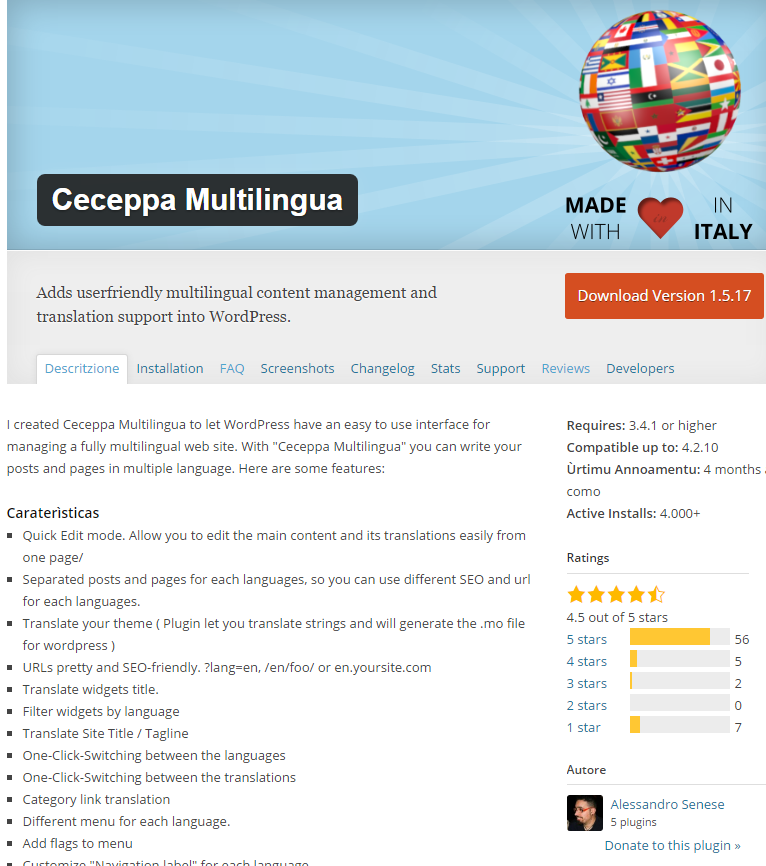 Ceceppa Multilingua
MADE WITH in IN ITALY
Adds userfriendly multilingual content management and
translation support into WordPress.
Download Version 1.5.17
Descritzione Installation FAQ Screenshots Changelog Stats Support Reviews Developers
I created Ceceppa Multilingua to let WordPress have an easy to use interface for
managing a fully multilingual web site. With "Ceceppa Multilingua" you can write your
posts and pages in multiple language. Here are some features:
Caraterìsticas
Quick Edit mode. Allow you to edit the main content and its translations easily from
one page/
Separated posts and pages for each languages, so you can use different SEO and url
for each languages.
Translate your theme ( Plugin let you translate strings and will generate the .mo file
for wordpress )
URLs pretty and SEO-friendly. ?lang=en, /en/foo/ or en.yoursite.com
Translate widgets title.
Filter widgets by language
Translate Site Title / Tagline
One-Click-Switching between the languages
One-Click-Switching between the translations
Category link translation
Different menu for each language.
Add flags to menu
Customize "Navigation label" for each language
Requires: 3.4.1 or higher
Compatible up to: 4.2.10
Ùrtimu Annoamentu: 4 months a
como
Active Installs: 4.000+
Ratings
4.5 out of 5 stars
5 stars 56
4 stars 5
3 stars 2
2 stars 0
1 star 7
Autore
Alessandro Senese
5 plugins
Donate to this plugin »